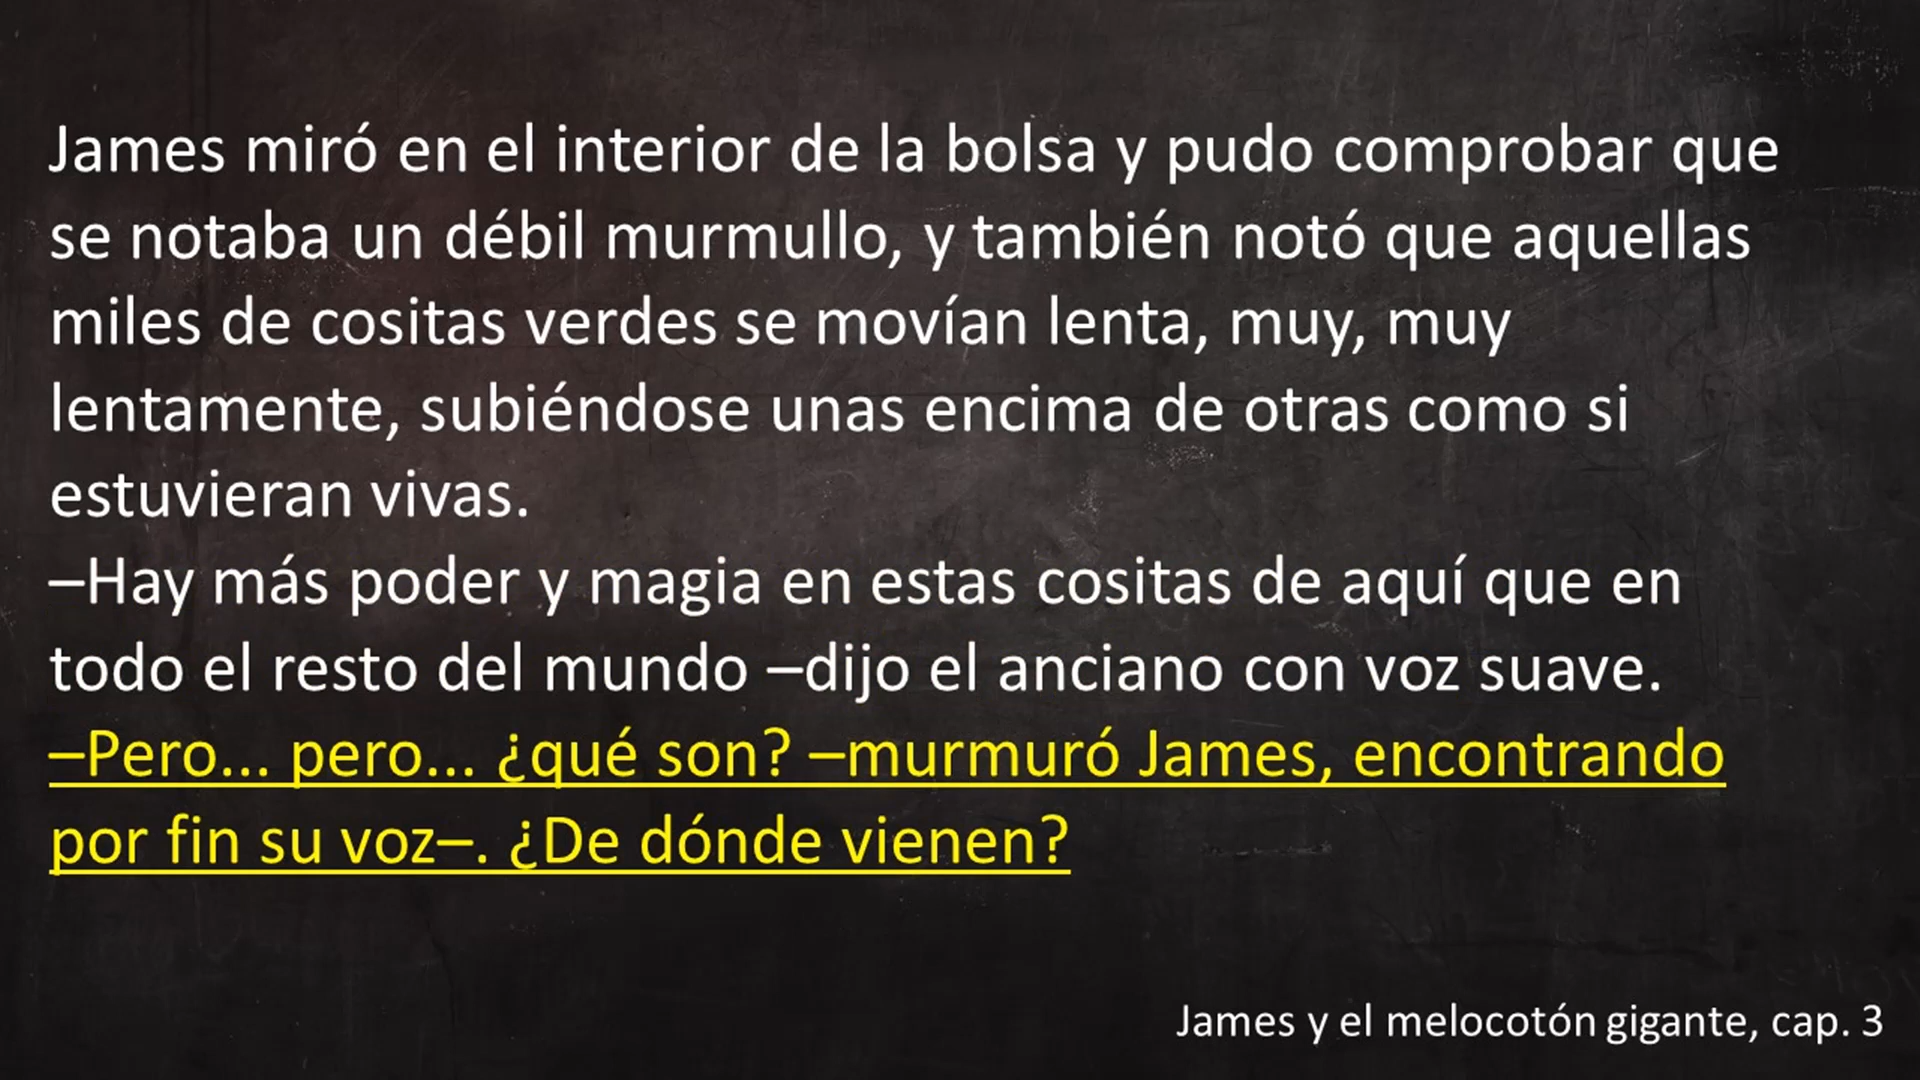 James miró en el interior de la bolsa y pudo comprobar que
se notaba un débil murmullo, y también notó que aquellas
miles de cositas verdes se movían lenta, muy, muy
lentamente, subiéndose unas encima de otras como si
estuvieran vivas.
–Hay más poder y magia en estas cositas de aquí que en
todo el resto del mundo –dijo el anciano con voz suave.
–Pero... pero... ¿qué son? –murmuró James, encontrando
por fin su voz–. ¿De dónde vienen?
James y el melocotón gigante, cap. 3